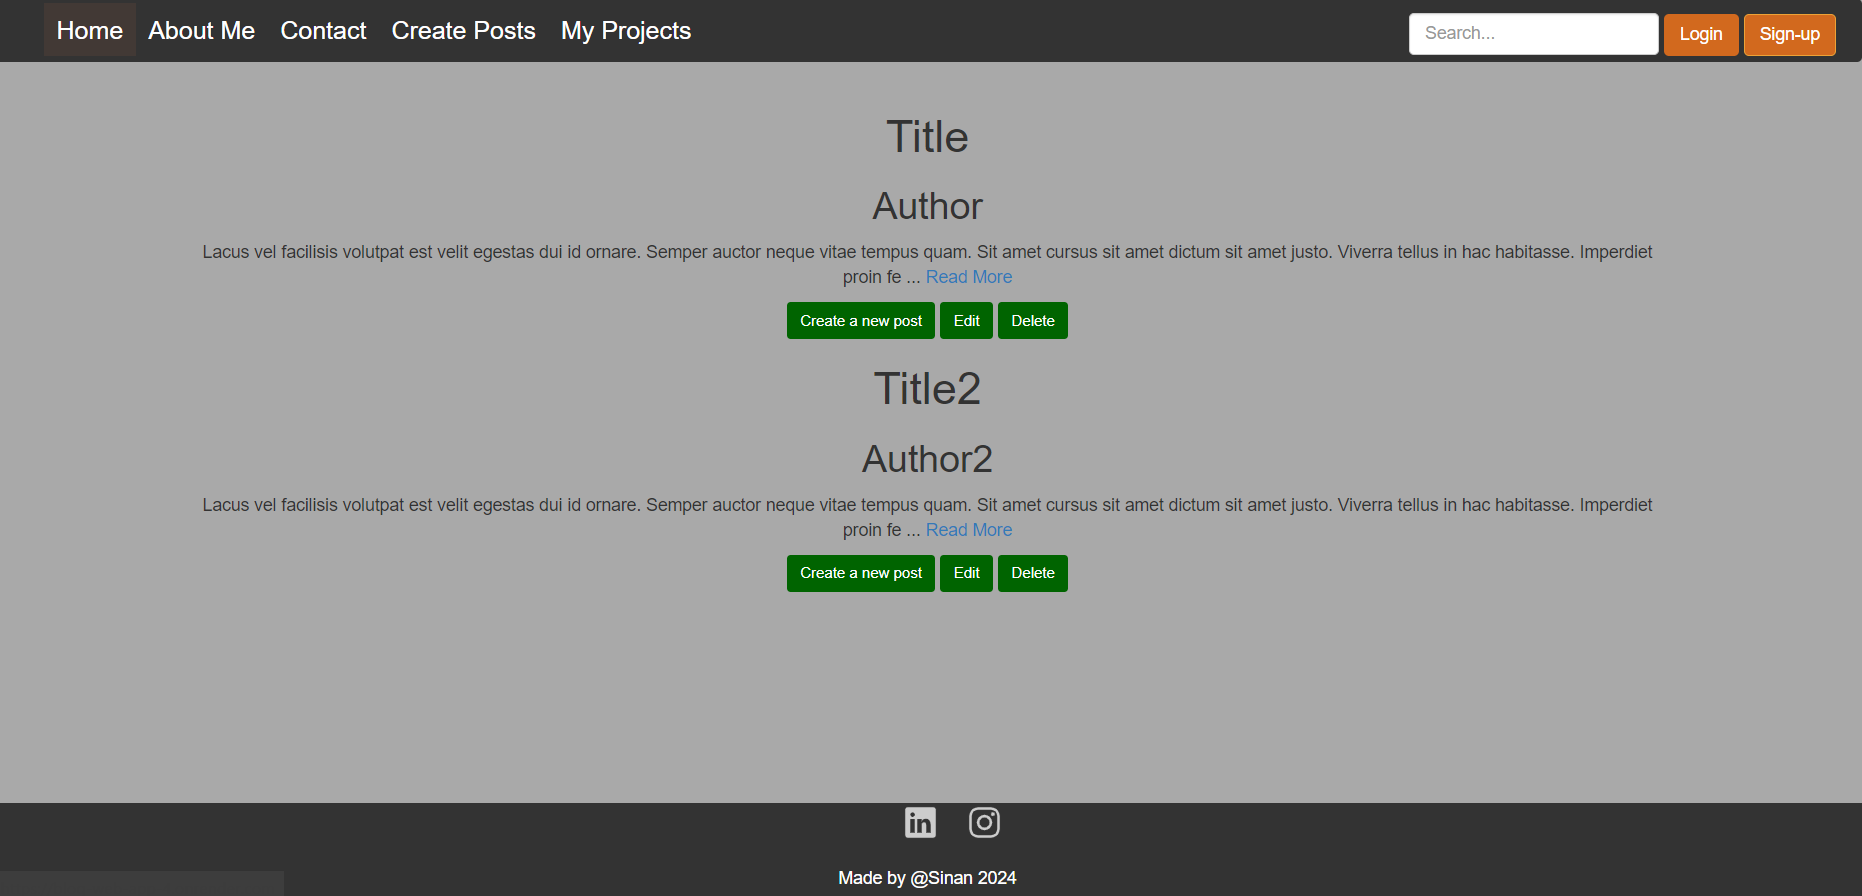 Home About Me Contact Create Posts My Projects Search... Login Sign-up
Title
Author
Lacus vel facilisis volutpat est velit egestas dui id ornare. Semper auctor neque vitae tempus quam. Sit amet cursus sit amet dictum sit amet justo. Viverra tellus in hac habitasse. Imperdiet
proin fe ... Read More
Create a new post Edit Delete
Title2
Author2
Lacus vel facilisis volutpat est velit egestas dui id ornare. Semper auctor neque vitae tempus quam. Sit amet cursus sit amet dictum sit amet justo. Viverra tellus in hac habitasse. Imperdiet
proin fe ... Read More
Create a new post Edit Delete
in
Made by @Sinan 2024